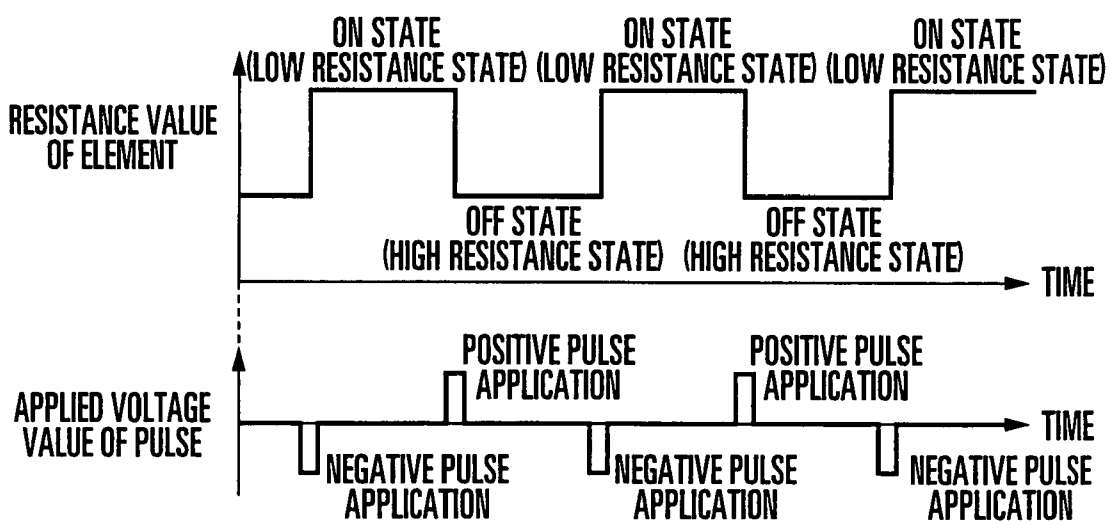 ON STATE
(LOW RESISTANCE STATE)
ON STATE
(LOW RESISTANCE STATE)
ON STATE
(LOW RESISTANCE STATE)
RESISTANCE VALUE
OF ELEMENT
OFF STATE
(HIGH RESISTANCE STATE)
OFF STATE
(HIGH RESISTANCE STATE)
TIME
POSITIVE PULSE
APPLICATION
POSITIVE PULSE
APPLICATION
APPLIED VOLTAGE
VALUE OF PULSE
TIME
NEGATIVE PULSE
APPLICATION
NEGATIVE PULSE
APPLICATION
NEGATIVE PULSE
APPLICATION